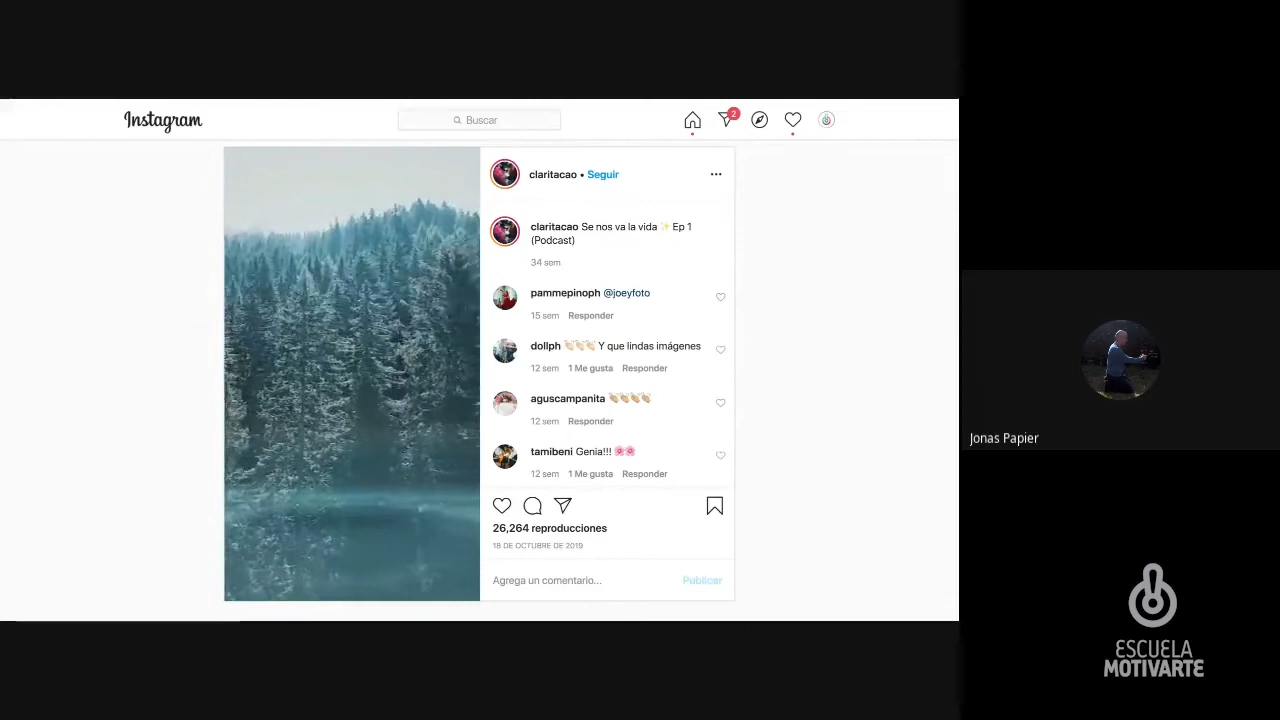 Instagram
Buscar
2
claritacao • Seguir
claritacao Se nos va la vida ✨ Ep 1
(Podcast)
34 sem
pammepinoph @joeyfoto
15 sem Responder
dollph 👏🏼👏🏼👏🏼 Y que lindas imágenes
12 sem 1 Me gusta Responder
aguscampanita 👏🏼👏🏼👏🏼👏🏼
12 sem Responder
tamibeni Genia!!! 🌸🌸
12 sem 1 Me gusta Responder
26,264 reproducciones
18 DE OCTUBRE DE 2019
Agrega un comentario... Publicar
Jonas Papier
ESCUELA
MOTIVARTE